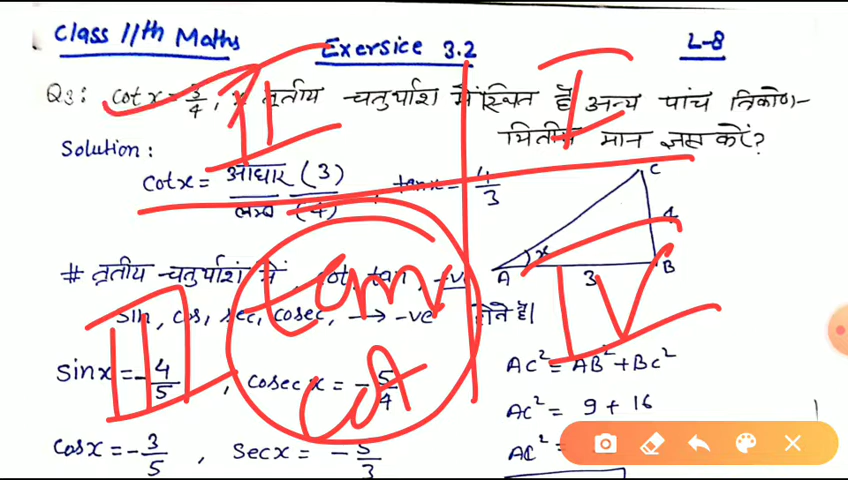 Class 11th Maths Exersice 3.2 L-8
Q3: cot x = 3/4, x तृतीय चतुर्थांश में स्थित है अन्य पांच त्रिकोण-
मितीय मान ज्ञात करें?
Solution:
cot x = आधार (3) / लम्ब (4), tan x = 4/3
C
x
4
A 3 B
# तृतीय-चतुर्थांश में, cot, tan, +ve
sin, cos, sec, cosec, → -ve होते है।
II I
III IV
tan
cot
sin x = -4/5, cosec x = -5/4
cos x = -3/5, sec x = -5/3
AC² = AB² + BC²
AC² = 9 + 16
AC² =